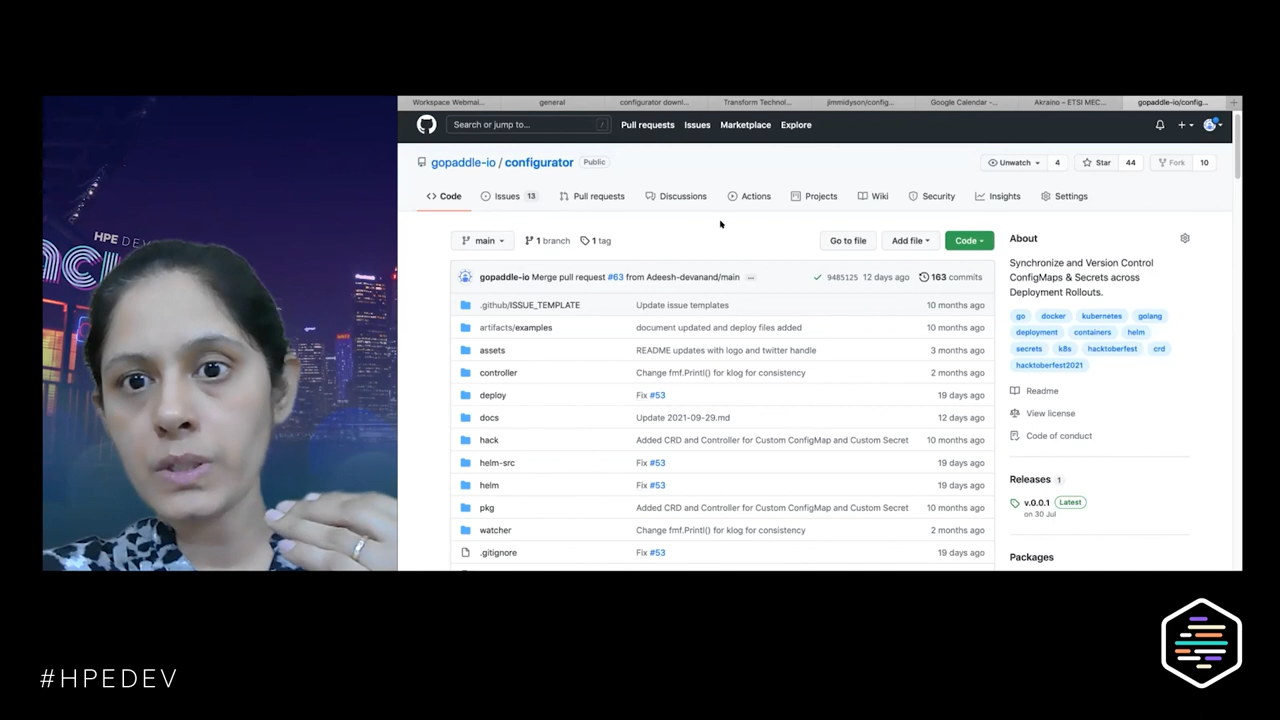 Workspace Webmai... general configurator downl... Transform Technol... jimmidyson/config... Google Calendar -... Akraino – ETSI MEC... gopaddle-io/config... +
Search or jump to... / Pull requests Issues Marketplace Explore
gopaddle-io / configurator Public Unwatch 4 Star 44 Fork 10
Code Issues 13 Pull requests Discussions Actions Projects Wiki Security Insights Settings
main 1 branch 1 tag Go to file Add file Code
gopaddle-io Merge pull request #63 from Adeesh-devanand/main ... 9485125 12 days ago 163 commits
.github/ISSUE_TEMPLATE Update issue templates 10 months ago
artifacts/examples document updated and deploy files added 10 months ago
assets README updates with logo and twitter handle 3 months ago
controller Change fmf.Printl() for klog for consistency 2 months ago
deploy Fix #53 19 days ago
docs Update 2021-09-29.md 12 days ago
hack Added CRD and Controller for Custom ConfigMap and Custom Secret 10 months ago
helm-src Fix #53 19 days ago
helm Fix #53 19 days ago
pkg Added CRD and Controller for Custom ConfigMap and Custom Secret 10 months ago
watcher Change fmf.Printl() for klog for consistency 2 months ago
.gitignore Fix #53 19 days ago
About
Synchronize and Version Control
ConfigMaps & Secrets across
Deployment Rollouts.
go docker kubernetes golang
deployment containers helm
secrets k8s hacktoberfest crd
hacktoberfest2021
Readme
View license
Code of conduct
Releases 1
v.0.0.1 Latest
on 30 Jul
Packages
HPE DEV
#HPEDEV